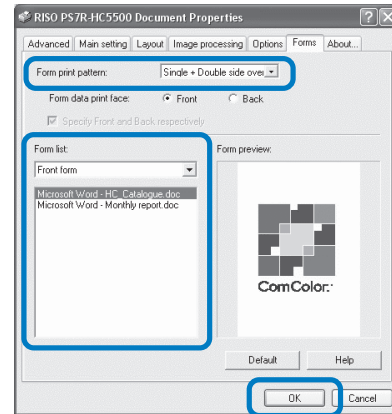 RISO PS7R-HC5500 Document Properties
Advanced Main setting Layout Image processing Options Forms About...
Form print pattern: Single + Double side over
Form data print face: Front Back
Specify Front and Back respectively
Form list: Form preview:
Front form
Microsoft Word - HC_Catalogue.doc
Microsoft Word - Monthly report.doc
ComColor
Default Help
OK Cancel